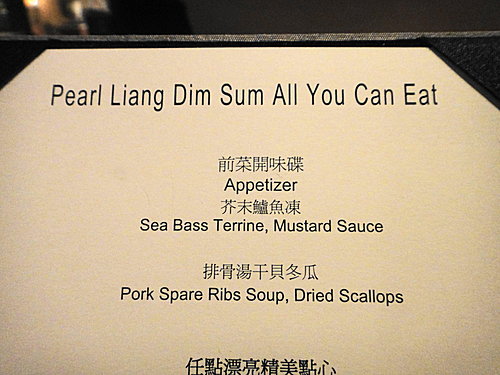 Pearl Liang Dim Sum All You Can Eat
前菜開味碟
Appetizer
芥末鱸魚凍
Sea Bass Terrine, Mustard Sauce
排骨湯干貝冬瓜
Pork Spare Ribs Soup, Dried Scallops
任點漂亮精美點心